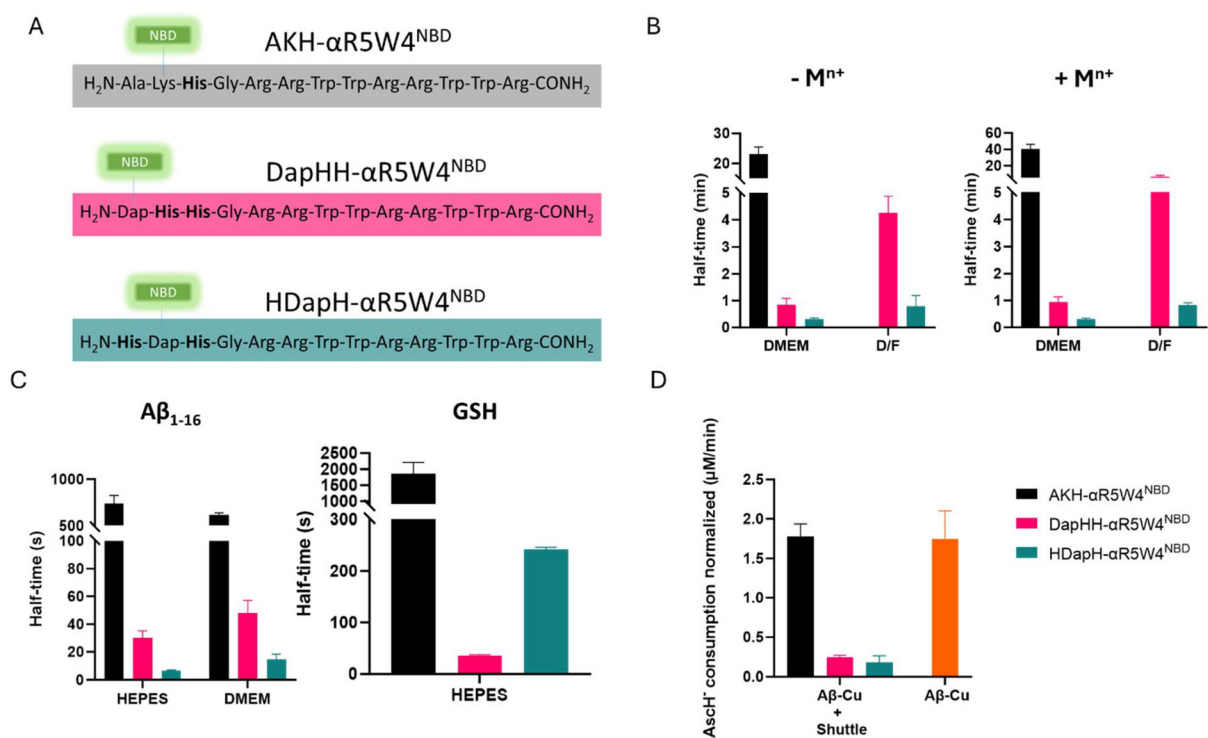 A
NBD
AKH-αR5W4NBD
H2N-Ala-Lys-His-Gly-Arg-Arg-Trp-Trp-Arg-Arg-Trp-Trp-Arg-CONH2
NBD
DapHH-αR5W4NBD
H2N-Dap-His-His-Gly-Arg-Arg-Trp-Trp-Arg-Arg-Trp-Trp-Arg-CONH2
NBD
HDapH-αR5W4NBD
H2N-His-Dap-His-Gly-Arg-Arg-Trp-Trp-Arg-Arg-Trp-Trp-Arg-CONH2
B
- Mn+
Half-time (min)
30
20
5
4
3
2
1
0
DMEM
D/F
+ Mn+
Half-time (min)
60
40
20
5
4
3
2
1
0
DMEM
D/F
C
Aβ1-16
Half-time (s)
1000
500
100
80
60
40
20
0
HEPES
DMEM
GSH
Half-time (s)
2500
2000
1500
1000
300
200
100
0
HEPES
D
AscH- consumption normalized (µM/min)
2.5
2.0
1.5
1.0
0.5
0.0
Aβ-Cu
+
Shuttle
Aβ-Cu
AKH-αR5W4NBD
DapHH-αR5W4NBD
HDapH-αR5W4NBD